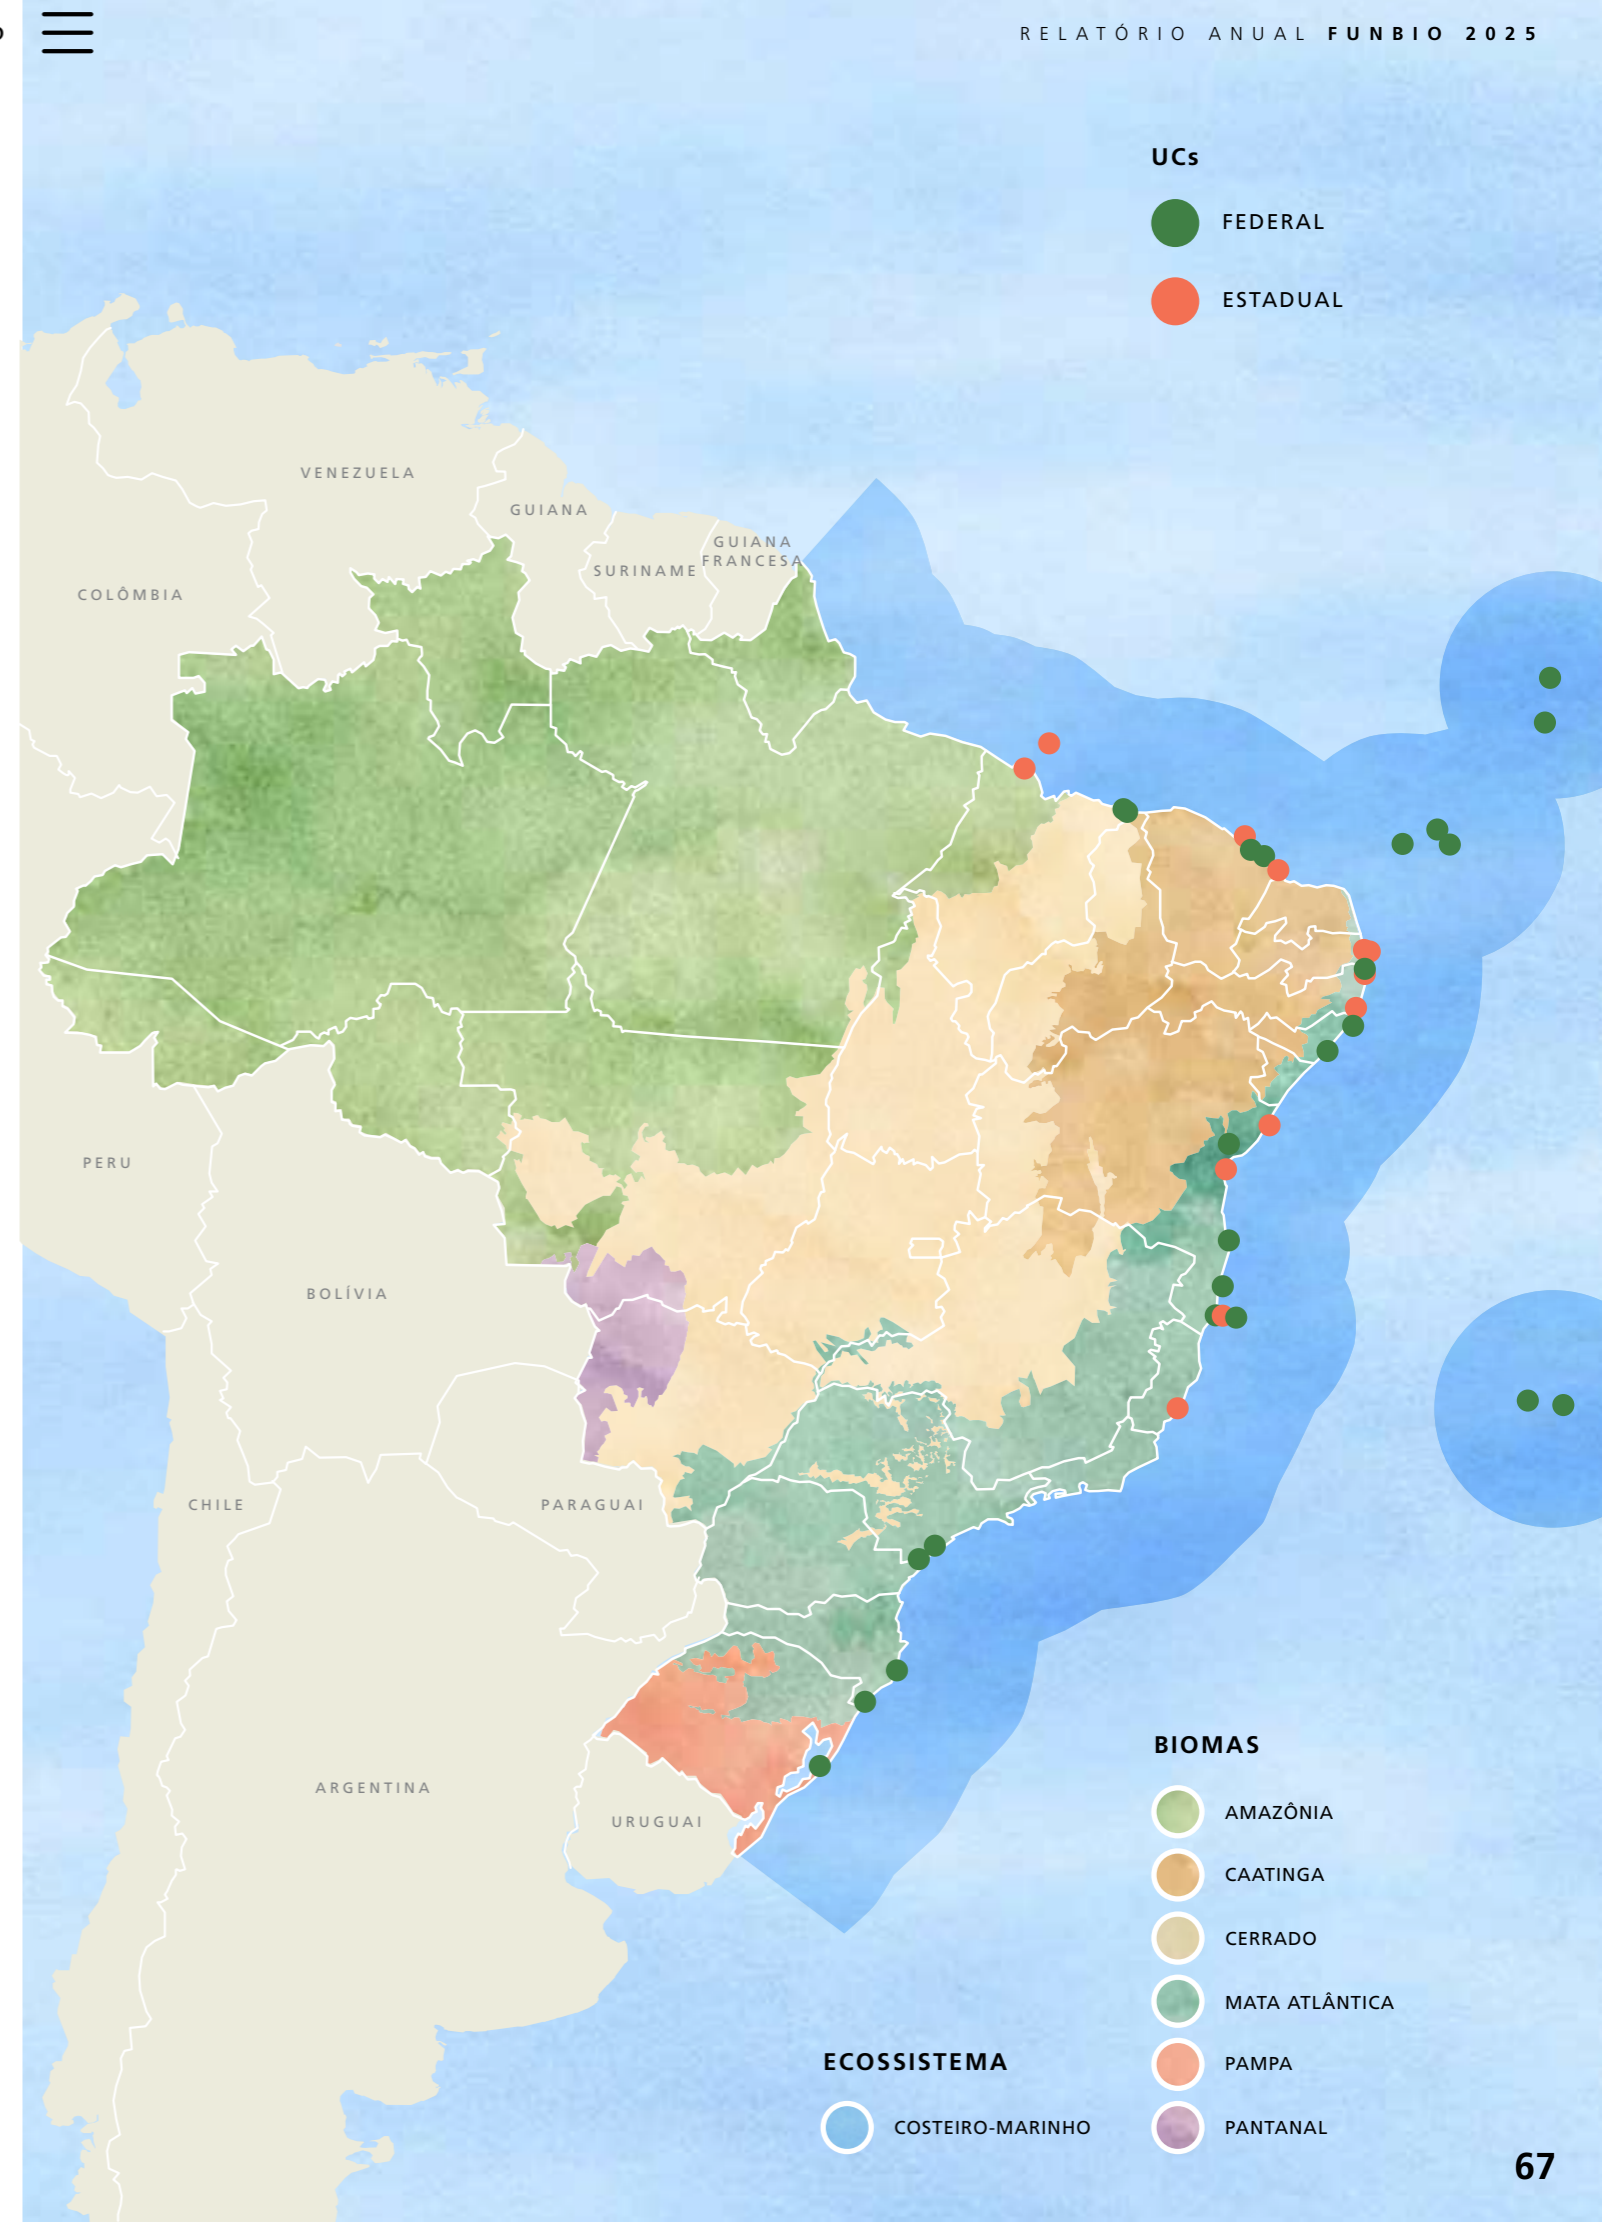 RELATÓRIO ANUAL FUNBIO 2025
UCs
FEDERAL
ESTADUAL
VENEZUELA
GUIANA
SURINAME
GUIANA
FRANCESA
COLÔMBIA
PERU
BOLÍVIA
CHILE
PARAGUAI
ARGENTINA
URUGUAI
BIOMAS
AMAZÔNIA
CAATINGA
CERRADO
MATA ATLÂNTICA
PAMPA
PANTANAL
ECOSSISTEMA
COSTEIRO-MARINHO
67